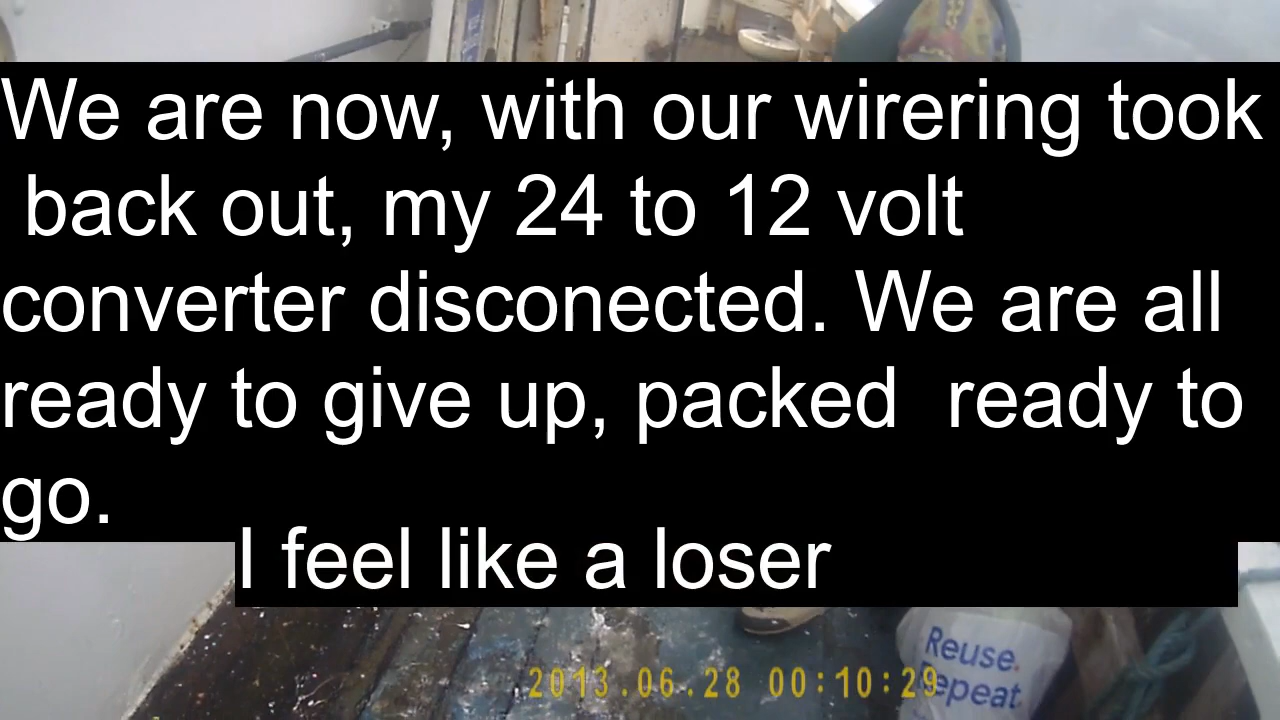 We are now, with our wirering took
back out, my 24 to 12 volt
converter disconected. We are all
ready to give up, packed  ready to
go.
I feel like a loser
Reuse.
Repeat.
2013.06.28 00:10:29